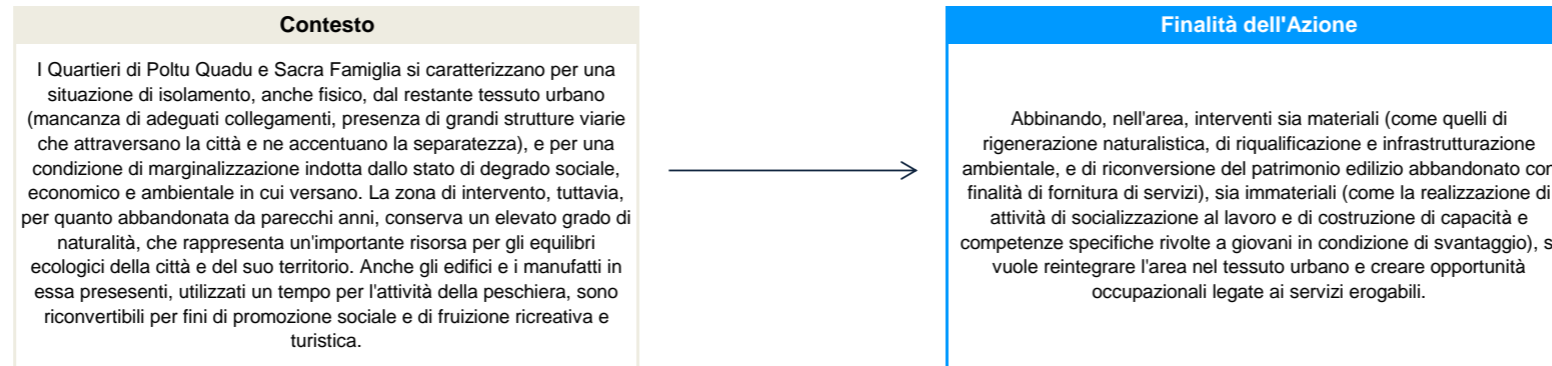 Contesto
I Quartieri di Poltu Quadu e Sacra Famiglia si caratterizzano per una
situazione di isolamento, anche fisico, dal restante tessuto urbano
(mancanza di adeguati collegamenti, presenza di grandi strutture viarie
che attraversano la città e ne accentuano la separatezza), e per una
condizione di marginalizzazione indotta dallo stato di degrado sociale,
economico e ambientale in cui versano. La zona di intervento, tuttavia,
per quanto abbandonata da parecchi anni, conserva un elevato grado di
naturalità, che rappresenta un'importante risorsa per gli equilibri
ecologici della città e del suo territorio. Anche gli edifici e i manufatti in
essa presesenti, utilizzati un tempo per l'attività della peschiera, sono
riconvertibili per fini di promozione sociale e di fruizione ricreativa e
turistica.
Finalità dell'Azione
Abbinando, nell'area, interventi sia materiali (come quelli di
rigenerazione naturalistica, di riqualificazione e infrastrutturazione
ambientale, e di riconversione del patrimonio edilizio abbandonato con
finalità di fornitura di servizi), sia immateriali (come la realizzazione di
attività di socializzazione al lavoro e di costruzione di capacità e
competenze specifiche rivolte a giovani in condizione di svantaggio), s
vuole reintegrare l'area nel tessuto urbano e creare opportunità
occupazionali legate ai servizi erogabili.